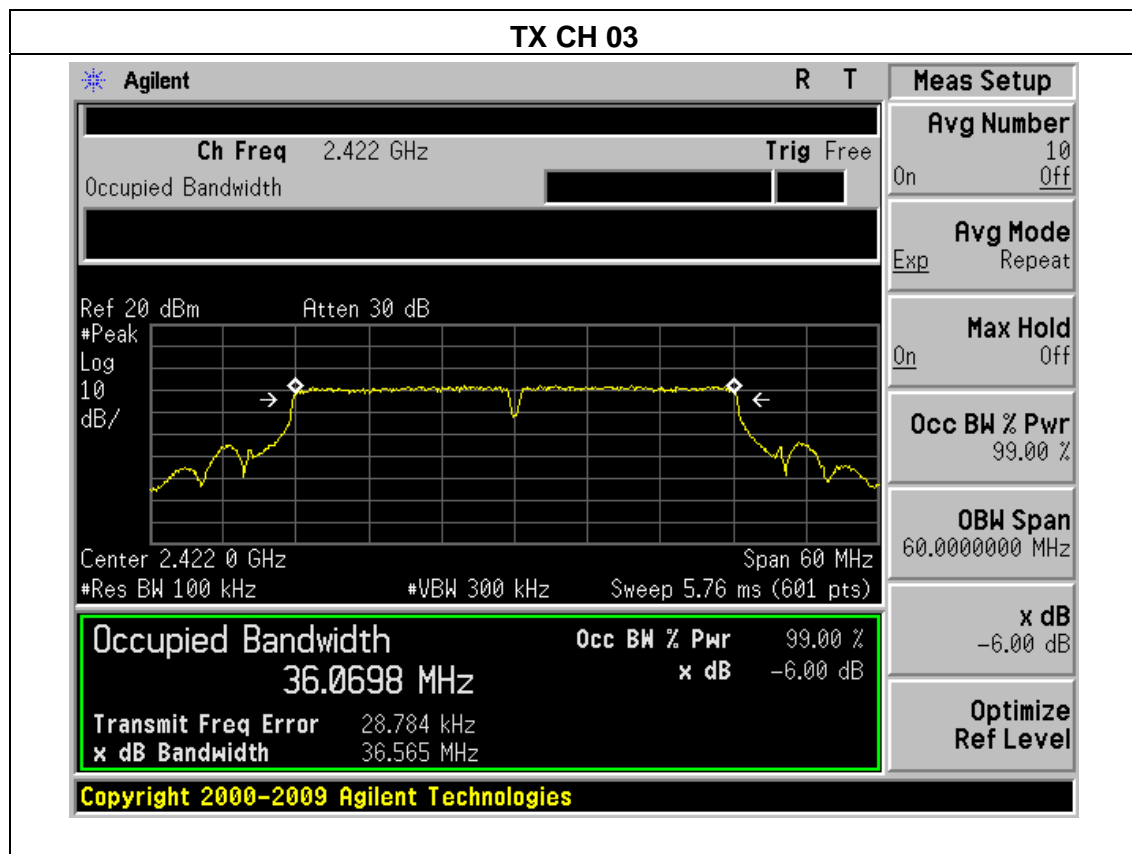 TX CH 03
Agilent R T
Ch Freq 2.422 GHz Trig Free
Occupied Bandwidth
Ref 20 dBm Atten 30 dB
#Peak
Log
10
dB/
Center 2.422 0 GHz Span 60 MHz
#Res BW 100 kHz #VBW 300 kHz Sweep 5.76 ms (601 pts)
Occupied Bandwidth Occ BW % Pwr 99.00 %
36.0698 MHz x dB -6.00 dB
Transmit Freq Error 28.784 kHz
x dB Bandwidth 36.565 MHz
Copyright 2000-2009 Agilent Technologies
Meas Setup
Avg Number
10
On Off
Avg Mode
Exp Repeat
Max Hold
On Off
Occ BW % Pwr
99.00 %
OBW Span
60.0000000 MHz
x dB
-6.00 dB
Optimize
Ref Level